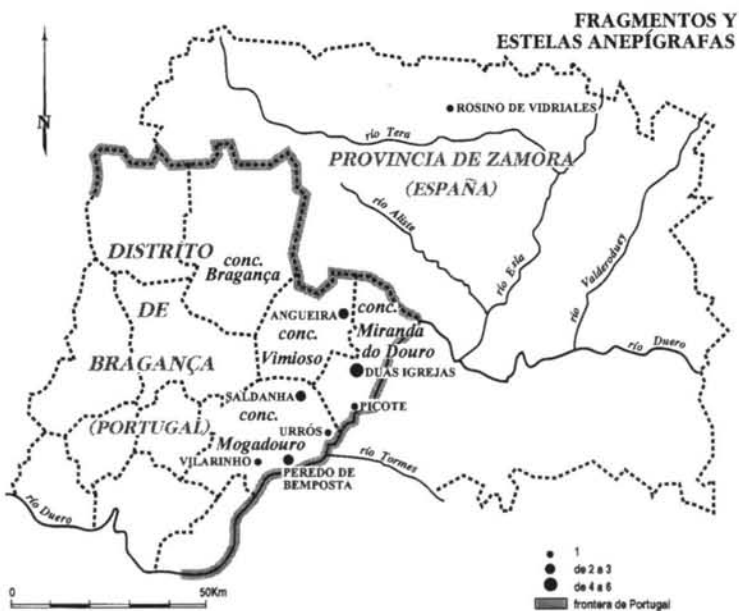 FRAGMENTOS Y
ESTELAS ANEPÍGRAFAS
N
ROSINO DE VIDRIALES
río Tera
PROVINCIA DE ZAMORA
(ESPAÑA)
río Aliste
río Esla
río Valderaduey
río Duero
DISTRITO
DE
BRAGANÇA
(PORTUGAL)
conc.
Bragança
ANGUEIRA
conc.
Vimioso
conc.
Miranda
do Douro
DUAS IGREJAS
SALDANHA
conc.
Mogadouro
PICOTE
URRÓS
VILARINHO
PEREDO DE
BEMPOSTA
río Tormes
río Duero
0 50Km
1
de 2 a 3
de 4 a 6
frontera de Portugal